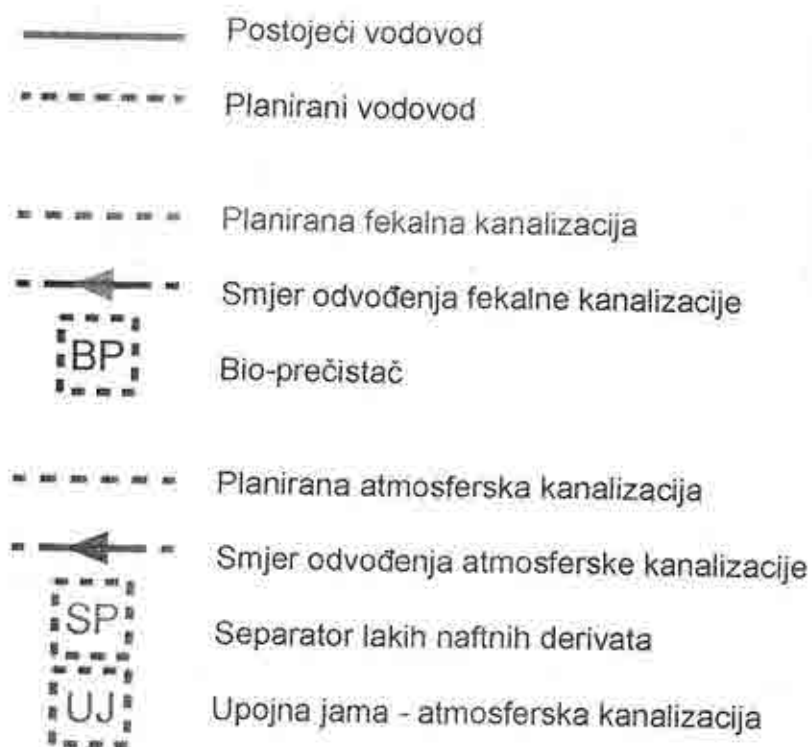 Postojeći vodovod
Planirani vodovod
Planirana fekalna kanalizacija
Smjer odvođenja fekalne kanalizacije
BP Bio-prečistač
Planirana atmosferska kanalizacija
Smjer odvođenja atmosferske kanalizacije
SP Separator lakih naftnih derivata
UJ Upojna jama - atmosferska kanalizacija